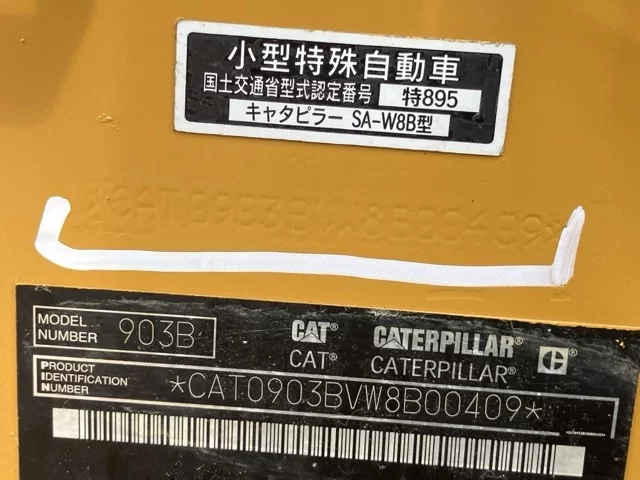 小型特殊自動車
国土交通省型式認定番号 特895
キャタピラー SA-W8B型
*CAT0903BVW8B00409*
MODEL NUMBER 903B
CAT® CATERPILLAR®
CAT® CATERPILLAR®
PRODUCT IDENTIFICATION NUMBER *CAT0903BVW8B00409*